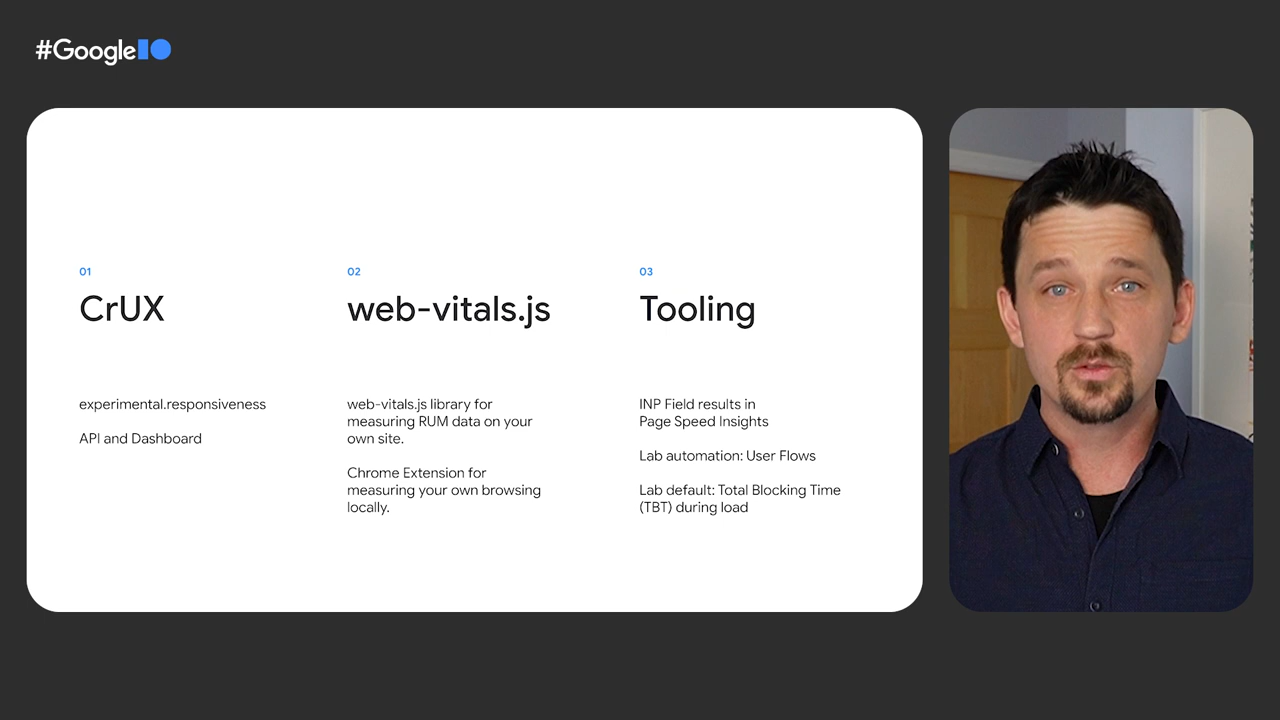 #GoogleIO
01
CrUX
experimental.responsiveness
API and Dashboard
02
web-vitals.js
web-vitals.js library for
measuring RUM data on your
own site.
Chrome Extension for
measuring your own browsing
locally.
03
Tooling
INP Field results in
Page Speed Insights
Lab automation: User Flows
Lab default: Total Blocking Time
(TBT) during load